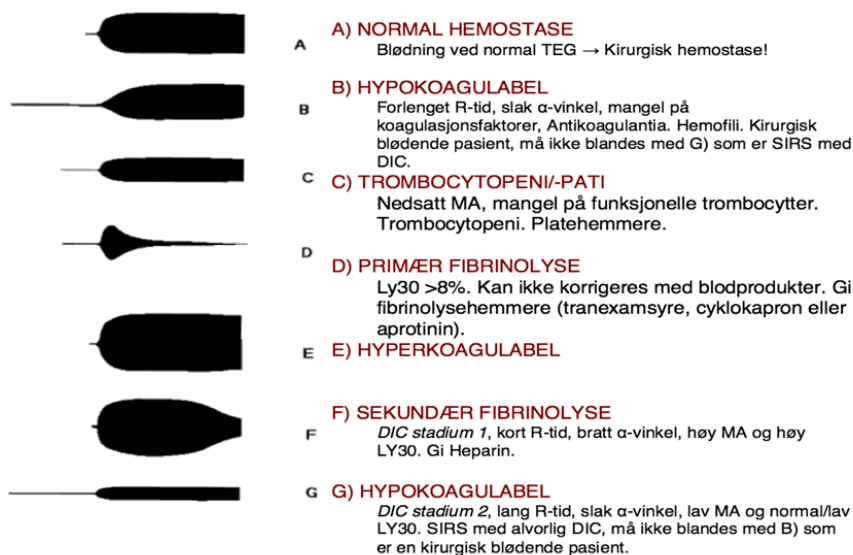 A
A) NORMAL HEMOSTASE
Blødning ved normal TEG → Kirurgisk hemostase!
B
B) HYPOKOAGULABEL
Forlenget R-tid, slak α-vinkel, mangel på
koagulasjonsfaktorer, Antikoagulantia. Hemofili. Kirurgisk
blødende pasient, må ikke blandes med G) som er SIRS med
DIC.
C
C) TROMBOCYTOPENI/-PATI
Nedsatt MA, mangel på funksjonelle trombocytter.
Trombocytopeni. Platehemmere.
D
D) PRIMÆR FIBRINOLYSE
Ly30 >8%. Kan ikke korrigeres med blodprodukter. Gi
fibrinolysehemmere (tranexamsyre, cyklokapron eller
aprotinin).
E
E) HYPERKOAGULABEL
F
F) SEKUNDÆR FIBRINOLYSE
DIC stadium 1, kort R-tid, bratt α-vinkel, høy MA og høy
LY30. Gi Heparin.
G
G) HYPOKOAGULABEL
DIC stadium 2, lang R-tid, slak α-vinkel, lav MA og normal/lav
LY30. SIRS med alvorlig DIC, må ikke blandes med B) som
er en kirurgisk blødende pasient.